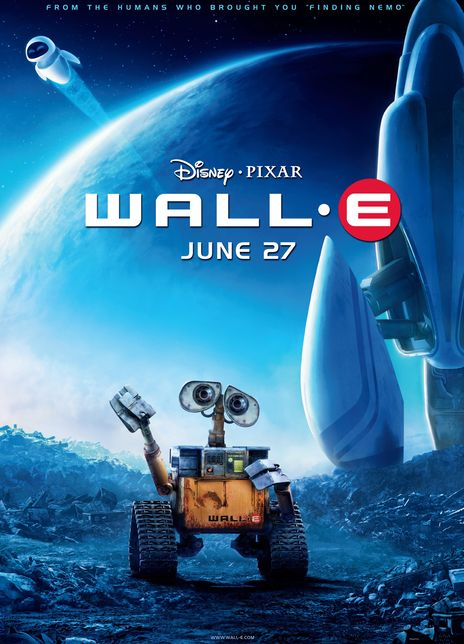 FROM THE HUMANS WHO BROUGHT YOU "FINDING NEMO"
Disney · PIXAR
WALL·E
JUNE 27
WALL·E
WWW.WALL-E.COM